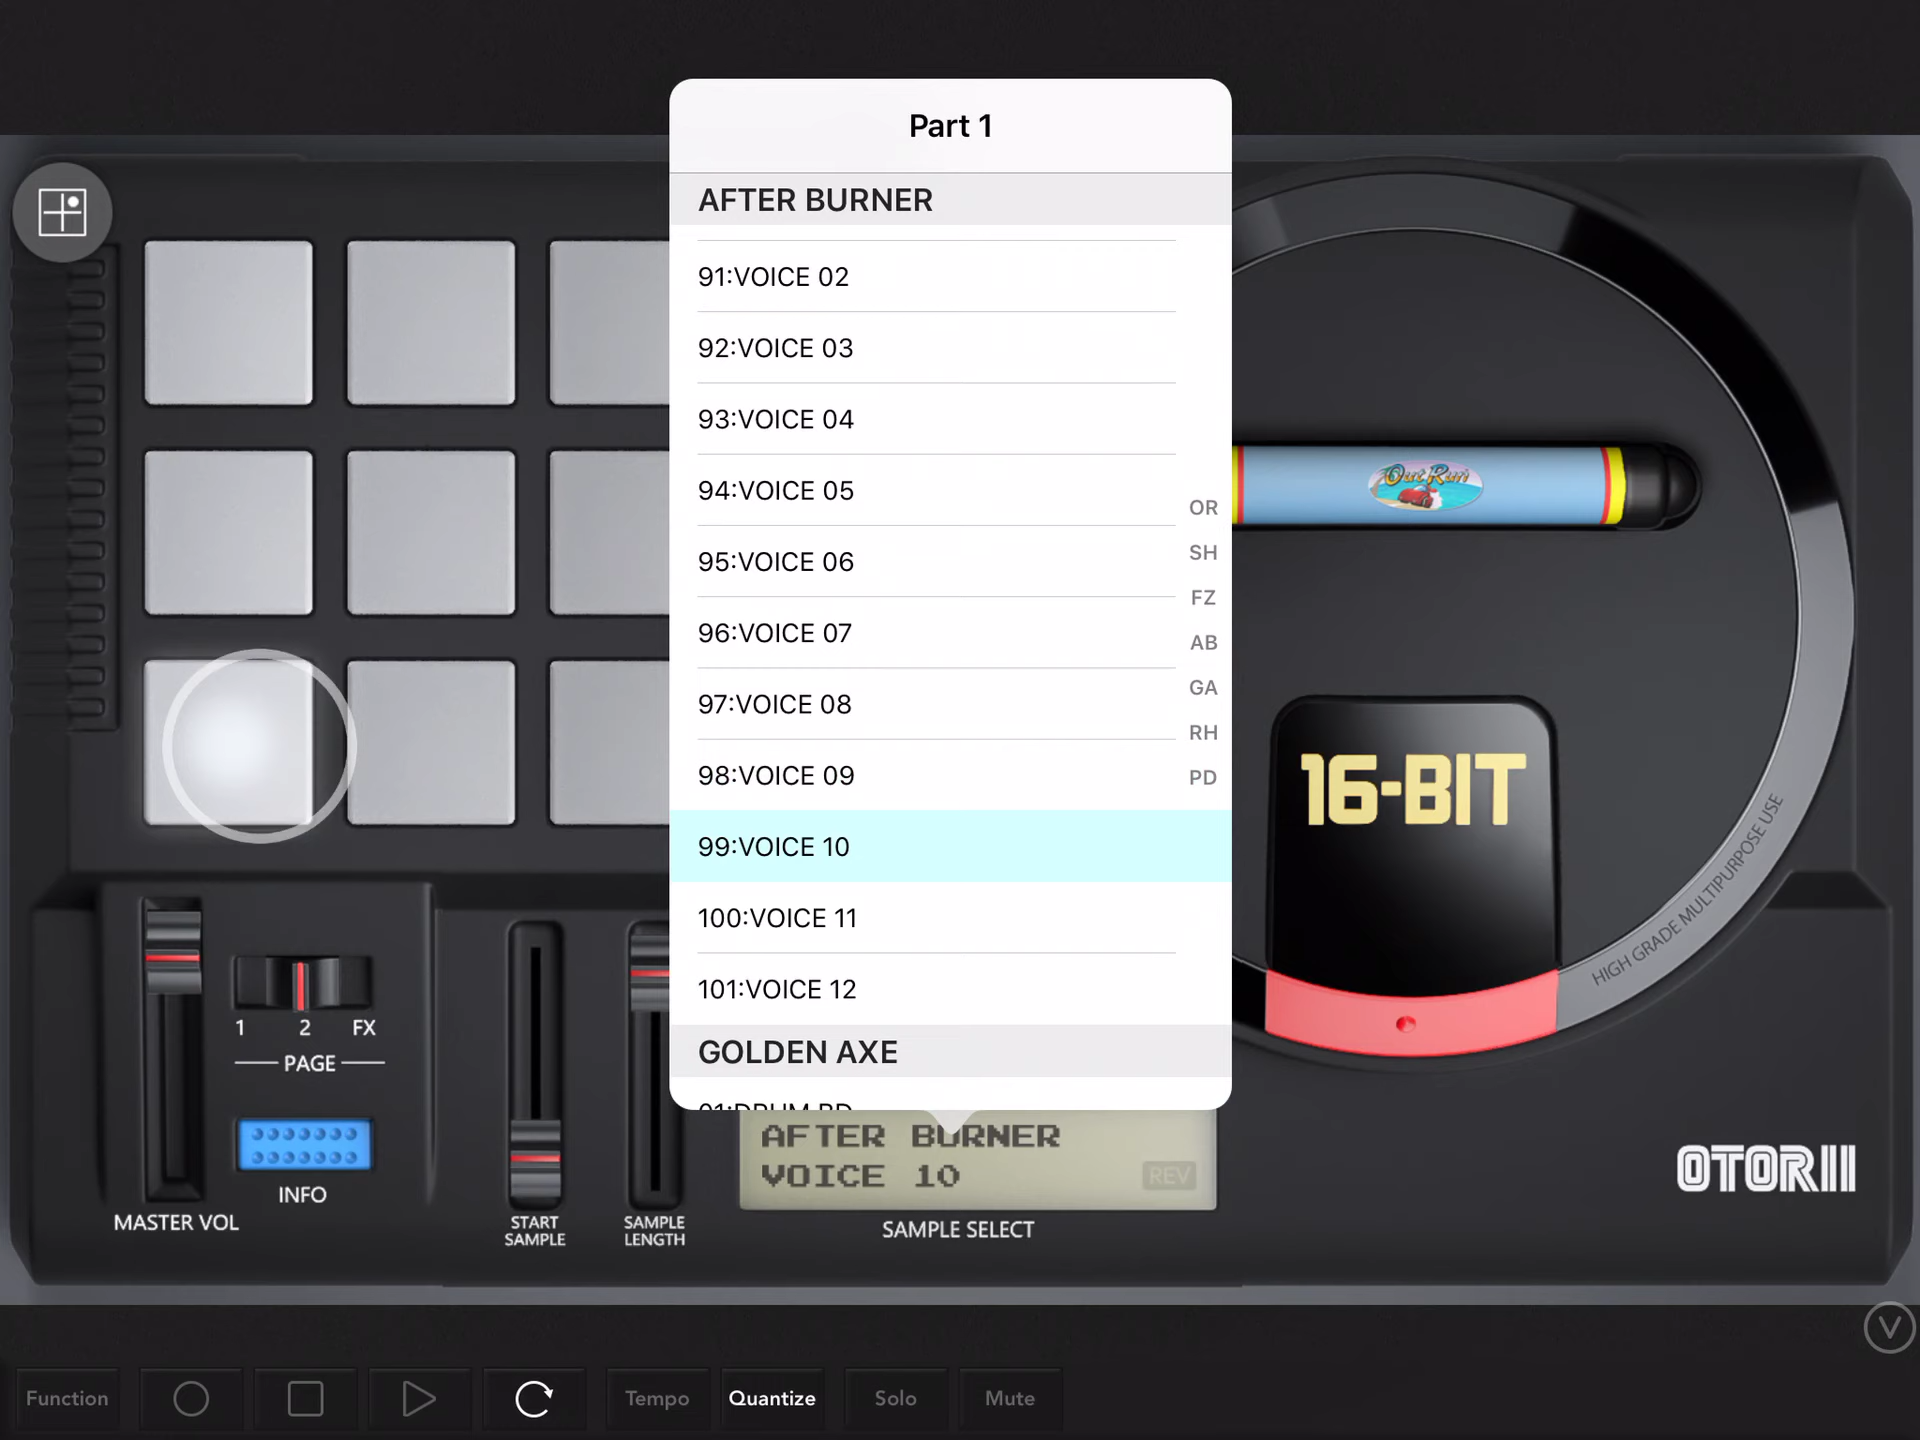 Part 1
AFTER BURNER
91:VOICE 02
92:VOICE 03
93:VOICE 04
94:VOICE 05
95:VOICE 06
96:VOICE 07
97:VOICE 08
98:VOICE 09
99:VOICE 10
100:VOICE 11
101:VOICE 12
GOLDEN AXE
01:DRUM BD
OR
SH
FZ
AB
GA
RH
PD
OutRun
16-BIT
HIGH GRADE MULTIPURPOSE USE
1 2 FX
PAGE
INFO
MASTER VOL
START
SAMPLE
SAMPLE
LENGTH
AFTER BURNER
VOICE 10
REV
SAMPLE SELECT
OTORII
V
Function
Tempo
Quantize
Solo
Mute